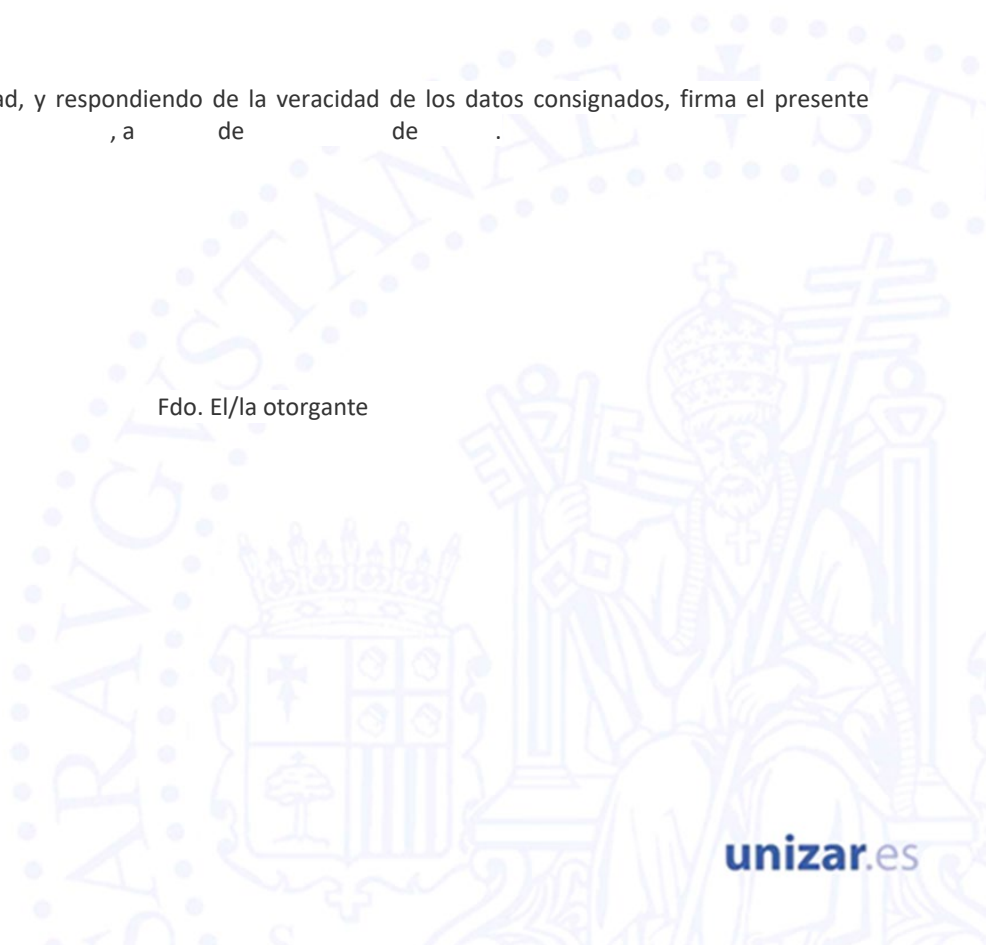 ad, y respondiendo de la veracidad de los datos consignados, firma el presente
, a de de .
Fdo. El/la otorgante
unizar.es